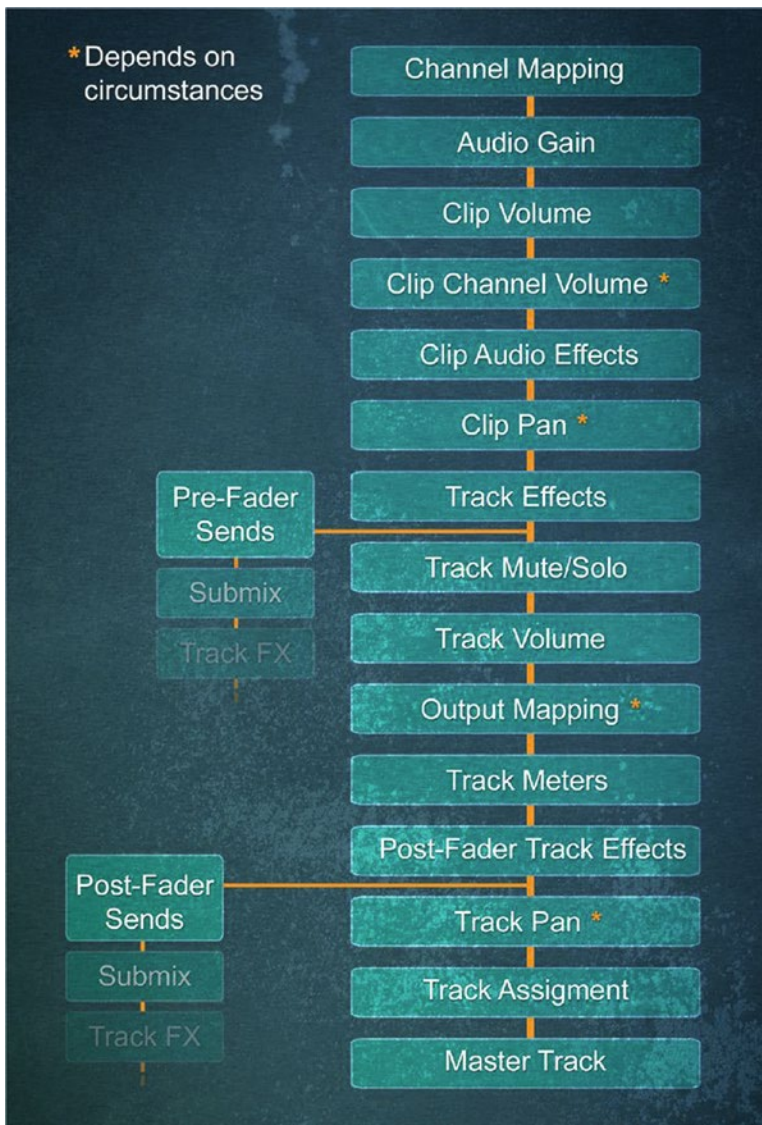 *Depends on
circumstances
Channel Mapping
Audio Gain
Clip Volume
Clip Channel Volume *
Clip Audio Effects
Clip Pan *
Track Effects
Pre-Fader
Sends
Submix
Track FX
Track Mute/Solo
Track Volume
Output Mapping *
Track Meters
Post-Fader Track Effects
Post-Fader
Sends
Submix
Track FX
Track Pan *
Track Assigment
Master Track